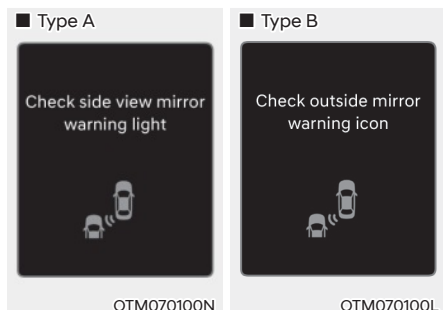 ■ Type A
Check side view mirror
warning light
OTM070100N
■ Type B
Check outside mirror
warning icon
OTM070100L